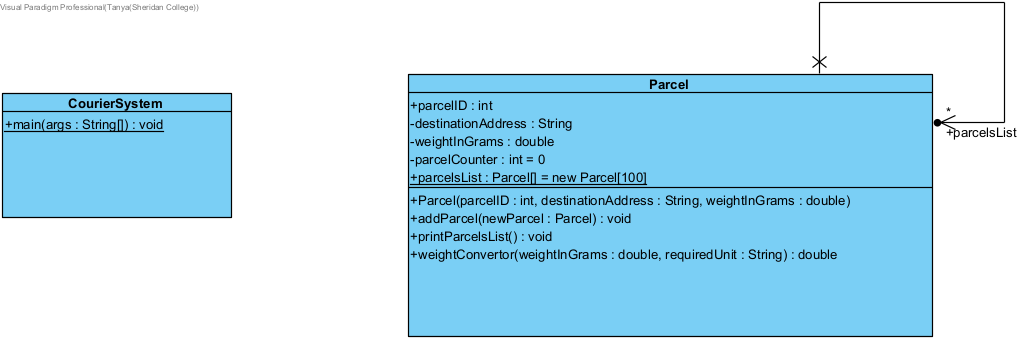 Visual Paradigm Professional(Tanya(Sheridan College))
CourierSystem
+main(args : String[]) : void
Parcel
+parcelID : int
-destinationAddress : String
-weightInGrams : double
-parcelCounter : int = 0
+parcelsList : Parcel[] = new Parcel[100]
+Parcel(parcelID : int, destinationAddress : String, weightInGrams : double)
+addParcel(newParcel : Parcel) : void
+printParcelsList() : void
+weightConvertor(weightInGrams : double, requiredUnit : String) : double
*
+parcelsList